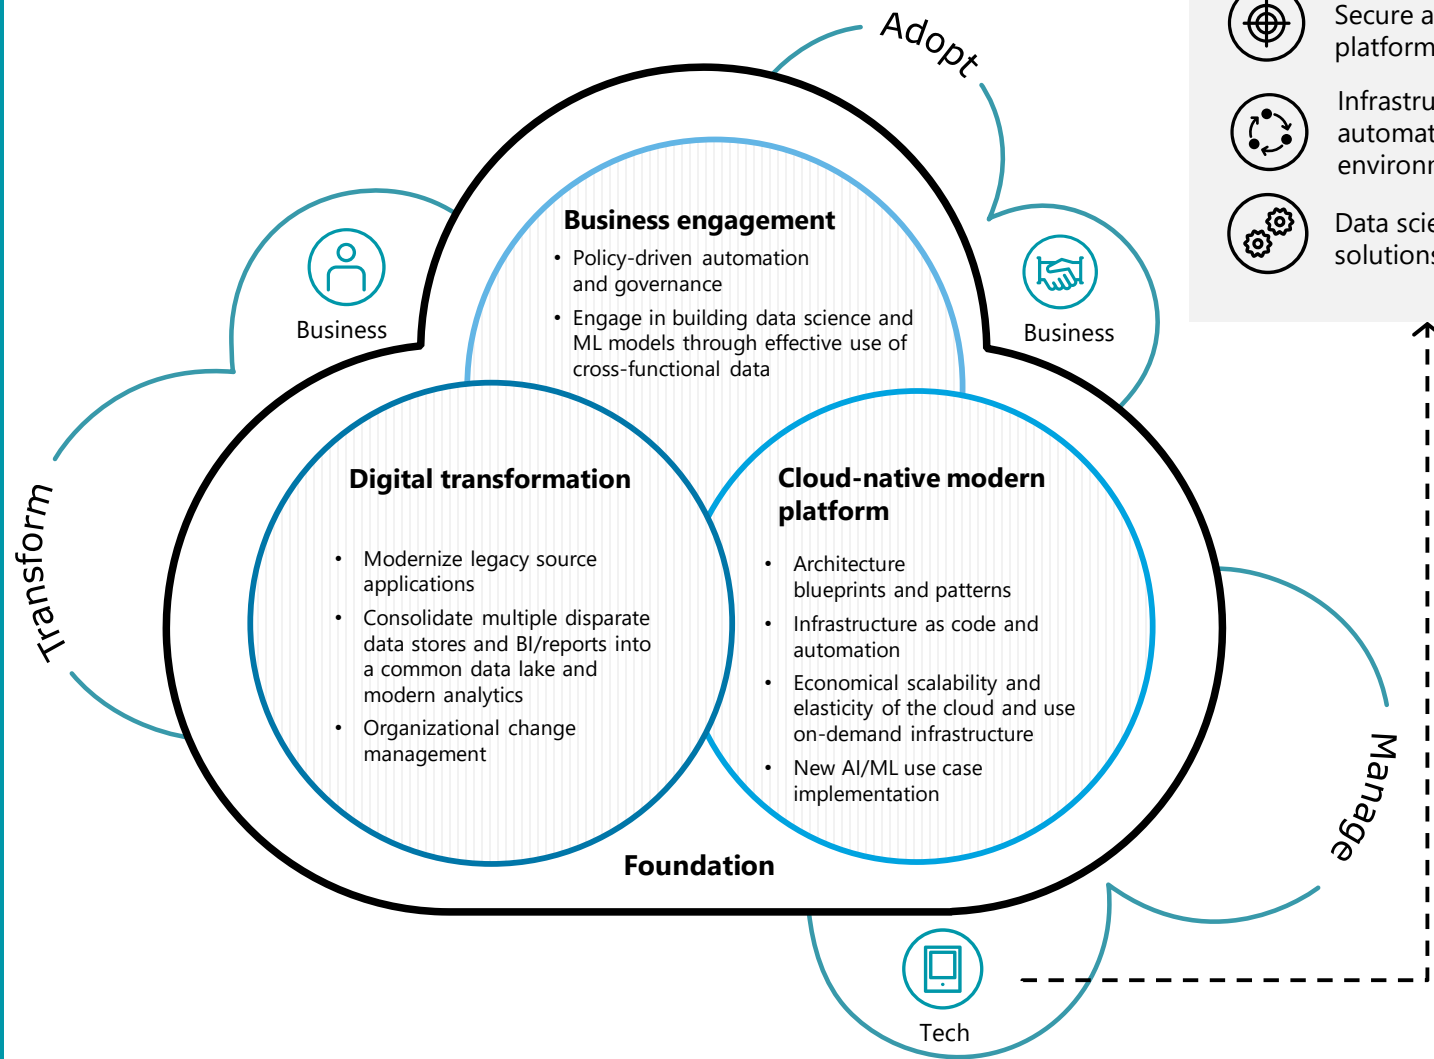 Adopt
Secure a
platform
Infrastru
automat
environm
Data scie
solutions
Business engagement
• Policy-driven automation
and governance
• Engage in building data science and
ML models through effective use of
cross-functional data
Business
Business
Transform
Digital transformation
• Modernize legacy source
applications
• Consolidate multiple disparate
data stores and BI/reports into
a common data lake and
modern analytics
• Organizational change
management
Cloud-native modern
platform
• Architecture
blueprints and patterns
• Infrastructure as code and
automation
• Economical scalability and
elasticity of the cloud and use
on-demand infrastructure
• New AI/ML use case
implementation
Manage
Foundation
Tech